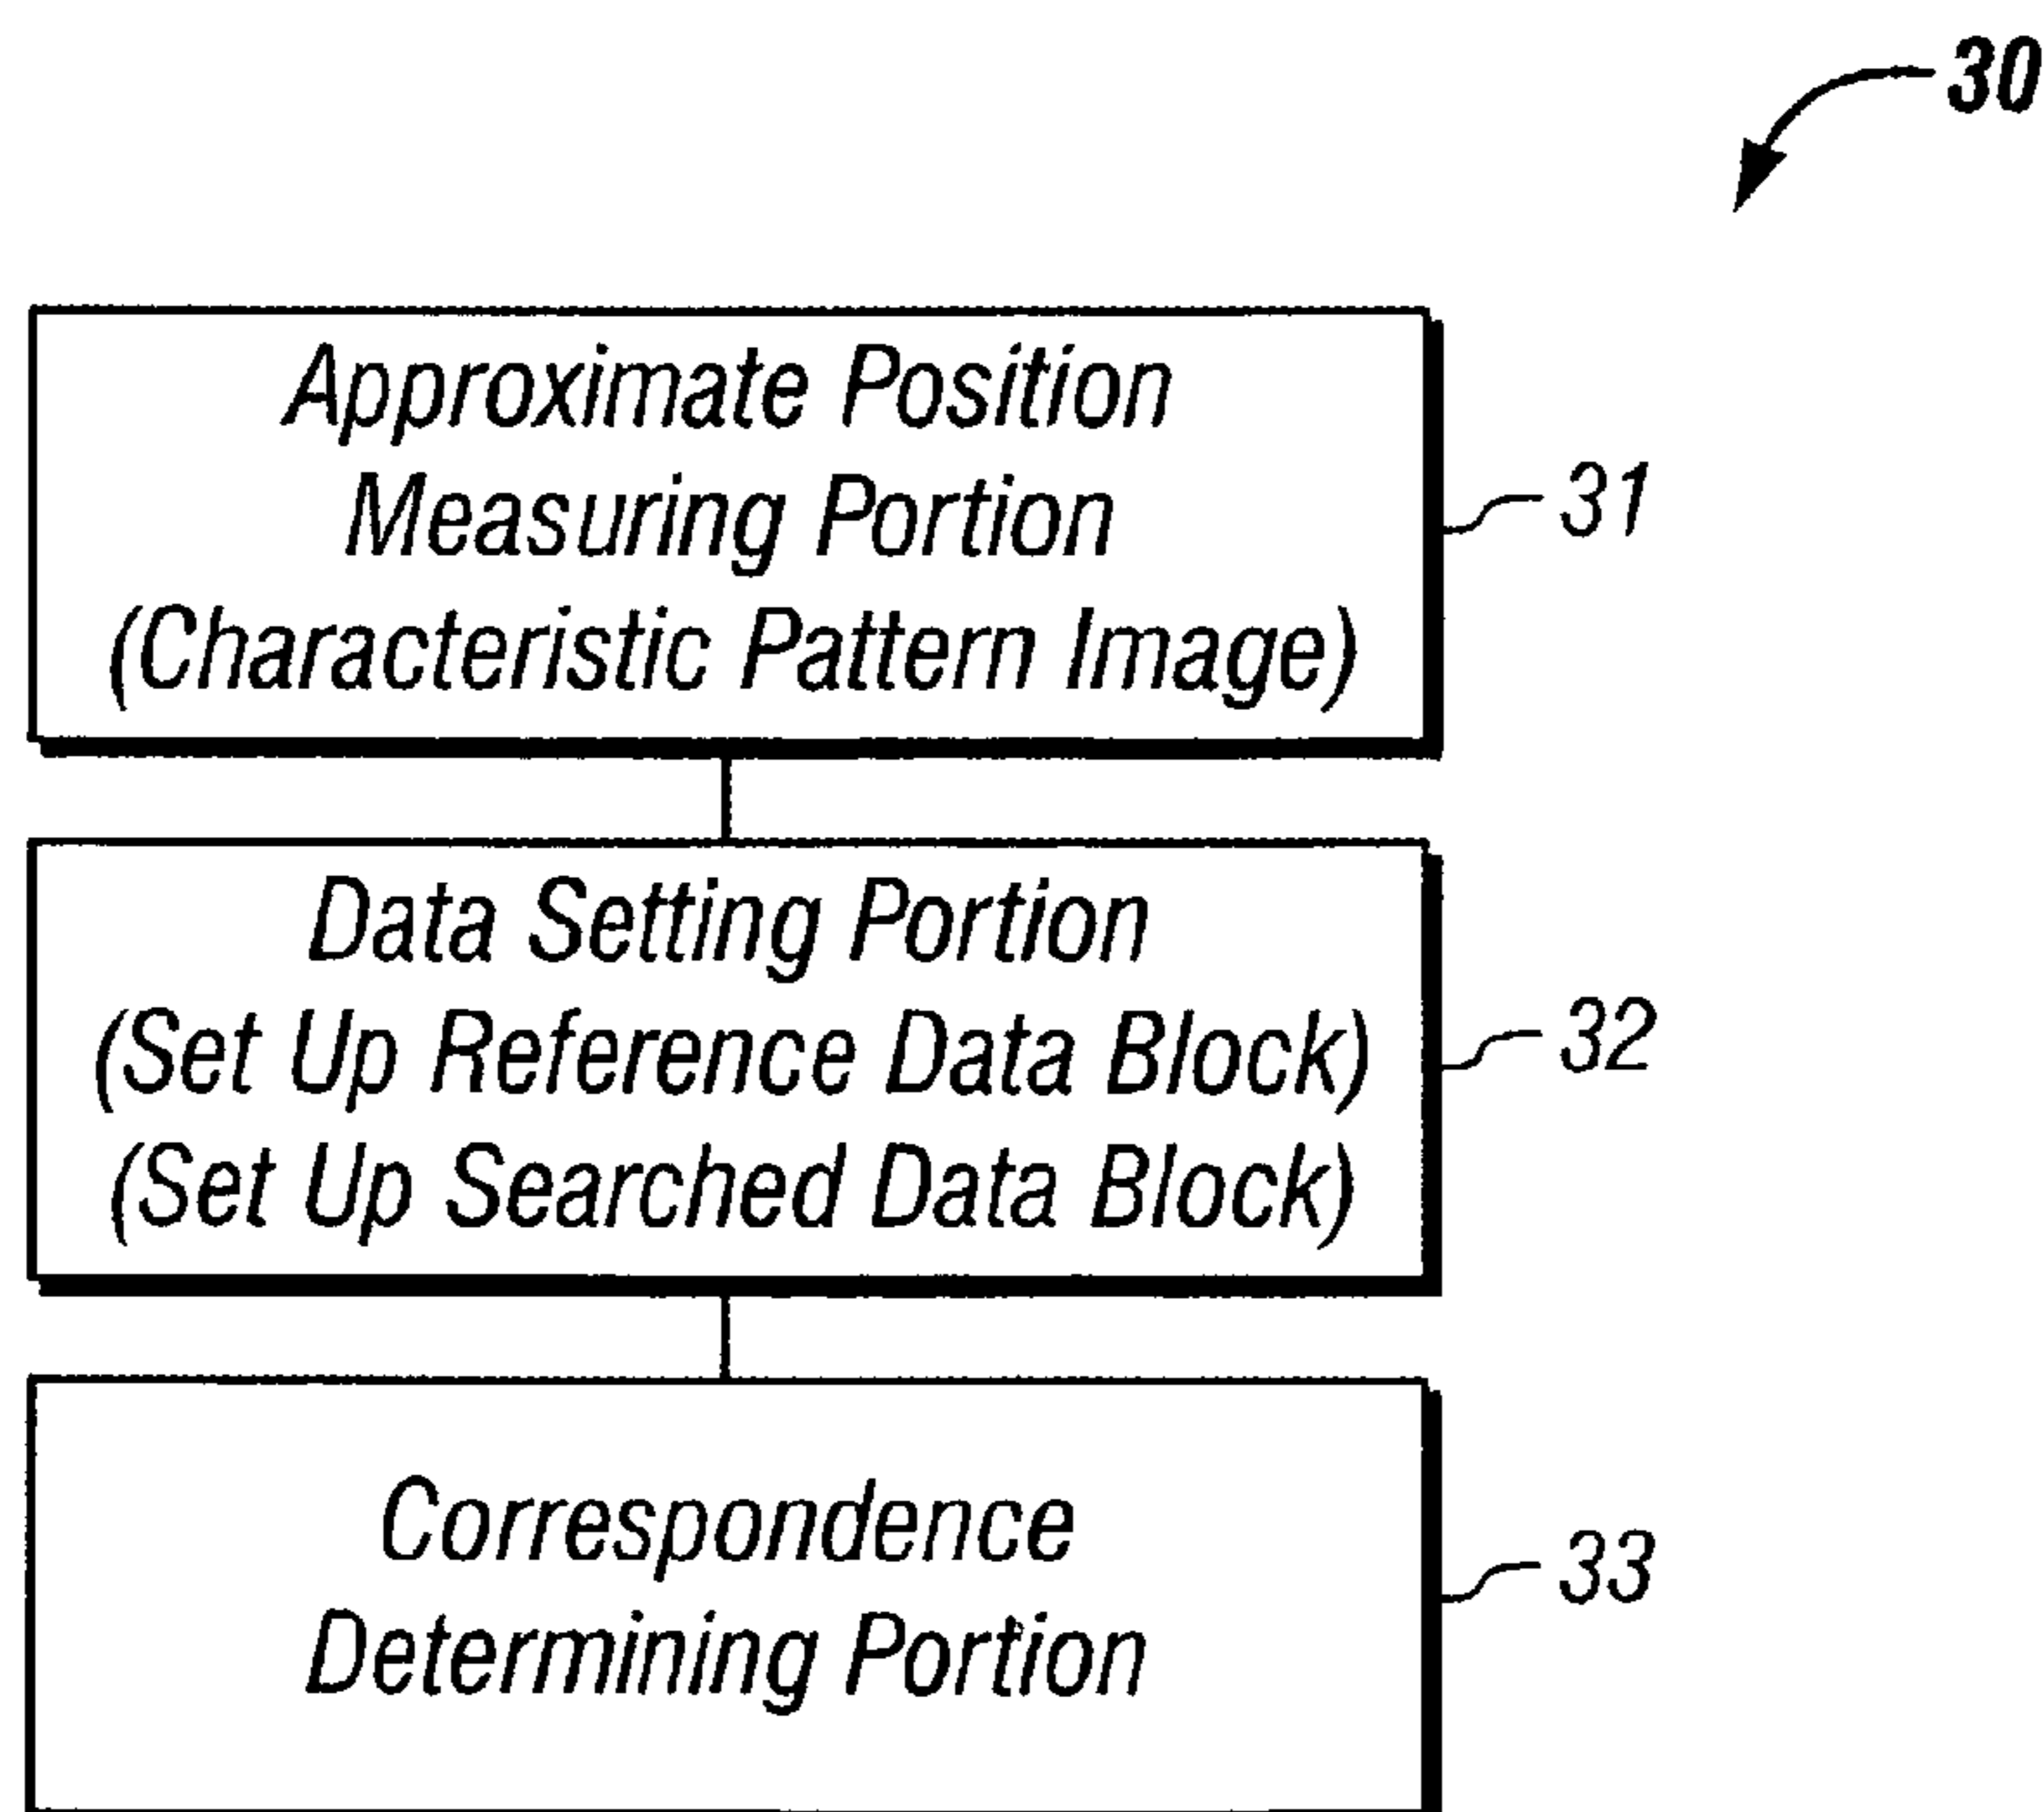 30
Approximate Position
Measuring Portion
(Characteristic Pattern Image)
31
Data Setting Portion
(Set Up Reference Data Block)
(Set Up Searched Data Block)
32
Correspondence
Determining Portion
33